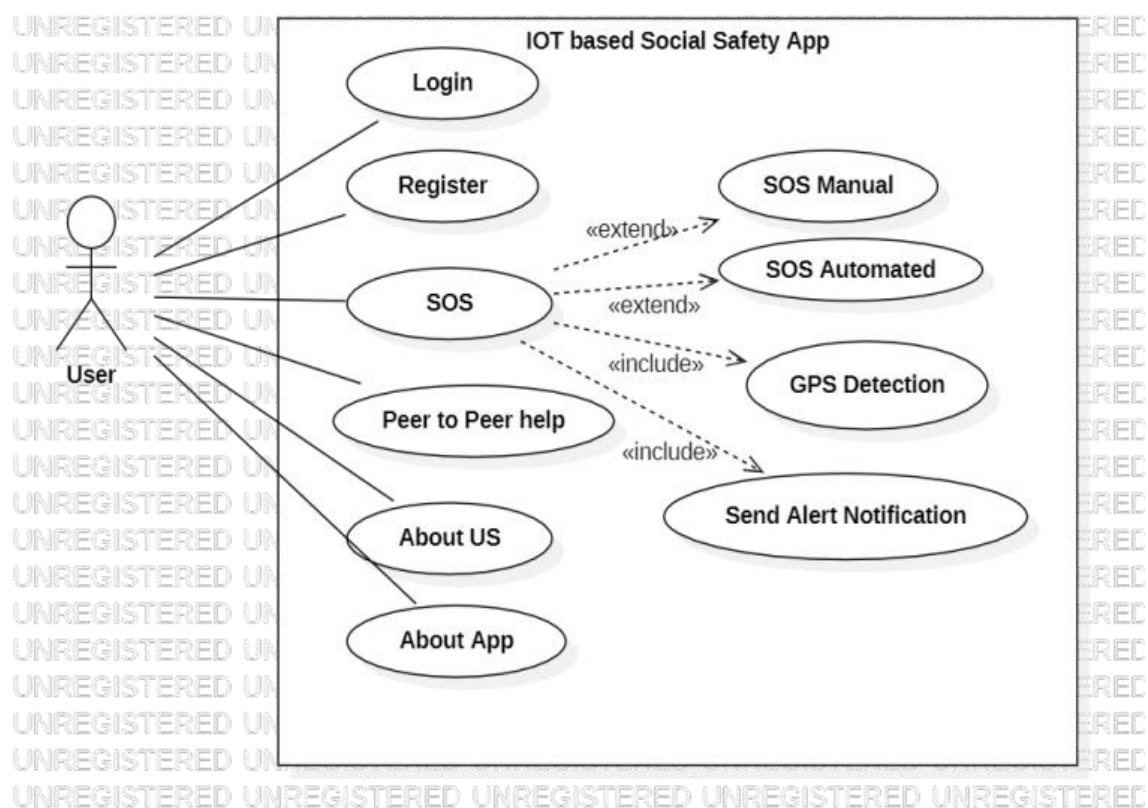 IOT based Social Safety App
Login
Register
SOS Manual
«extend»
SOS Automated
SOS
«extend»
«include»
User
GPS Detection
Peer to Peer help
«include»
Send Alert Notification
About US
About App
UNREGISTERED UNREGISTERED UNREGISTERED UNREGISTERED UNREGISTERED